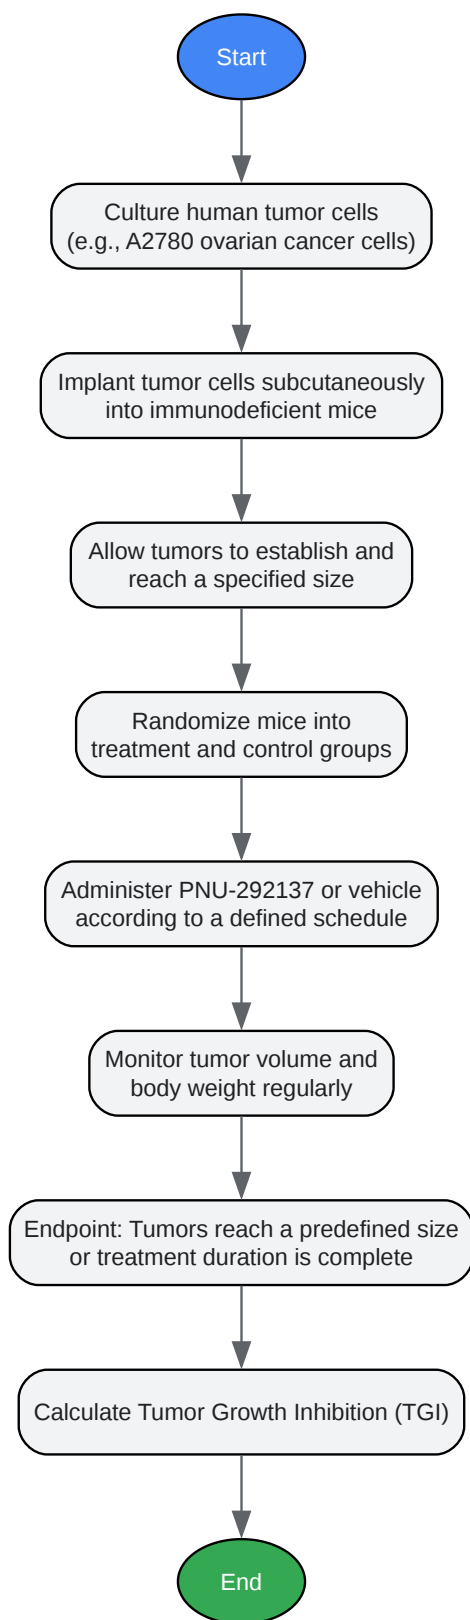 Start
Culture human tumor cells
(e.g., A2780 ovarian cancer cells)
Implant tumor cells subcutaneously
into immunodeficient mice
Allow tumors to establish and
reach a specified size
Randomize mice into
treatment and control groups
Administer PNU-292137 or vehicle
according to a defined schedule
Monitor tumor volume and
body weight regularly
Endpoint: Tumors reach a predefined size
or treatment duration is complete
Calculate Tumor Growth Inhibition (TGI)
End